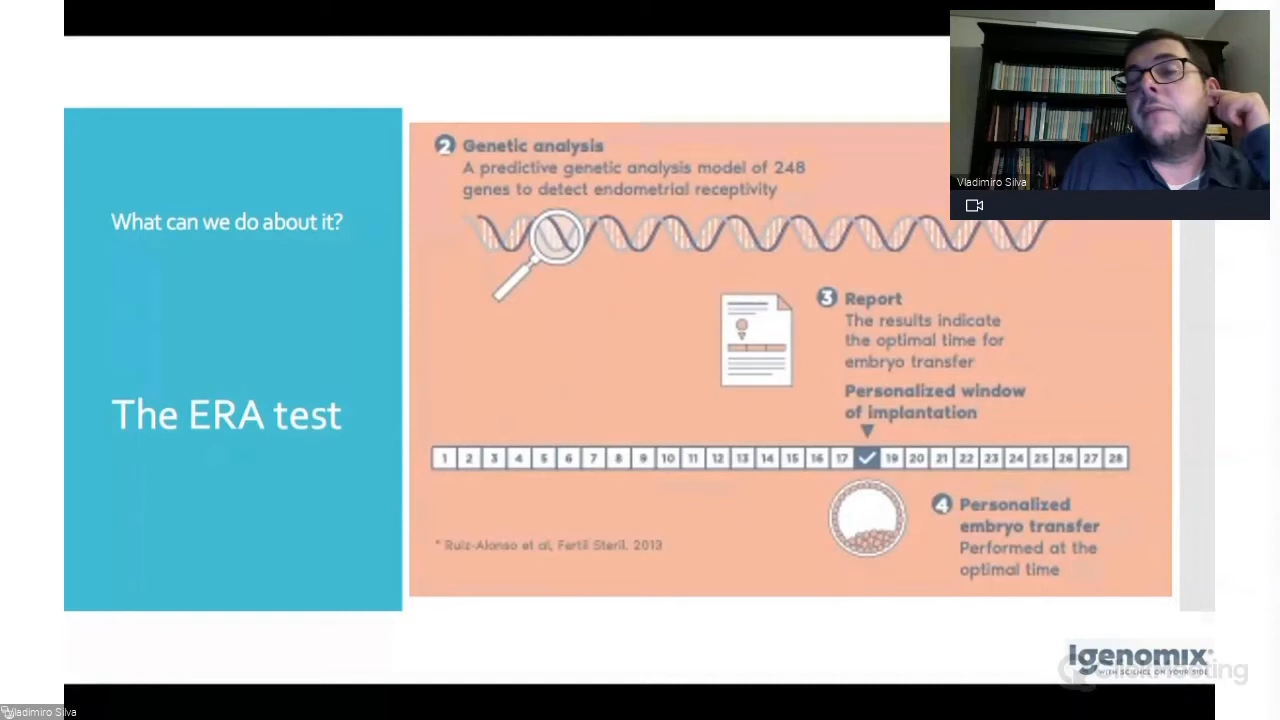 What can we do about it?
The ERA test
2 Genetic analysis
A predictive genetic analysis model of 248
genes to detect endometrial receptivity
3 Report
The results indicate
the optimal time for
embryo transfer
Personalized window
of implantation
1 2 3 4 5 6 7 8 9 10 11 12 13 14 15 16 17 19 20 21 22 23 24 25 26 27 28
4 Personalized
embryo transfer
Performed at the
optimal time
* Ruiz-Alonso et al, Fertil Steril. 2013
Vladimiro Silva
Igenomix
WITH SCIENCE ON YOUR SIDE
ClickMeeting
Vladimiro Silva